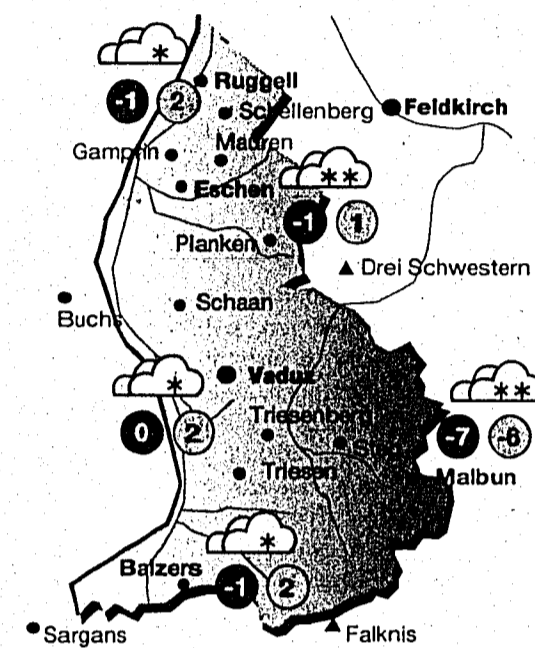 Ruggell
-1 2
Schellenberg
Feldkirch
Mauren
Gamprin
Eschen
-1 1
Planken
Drei Schwestern
Schaan
Buchs
Vaduz
Triesenberg
0 2
-7 -6
Triesen
Malbun
Balzers
-1 2
Sargans
Falknis